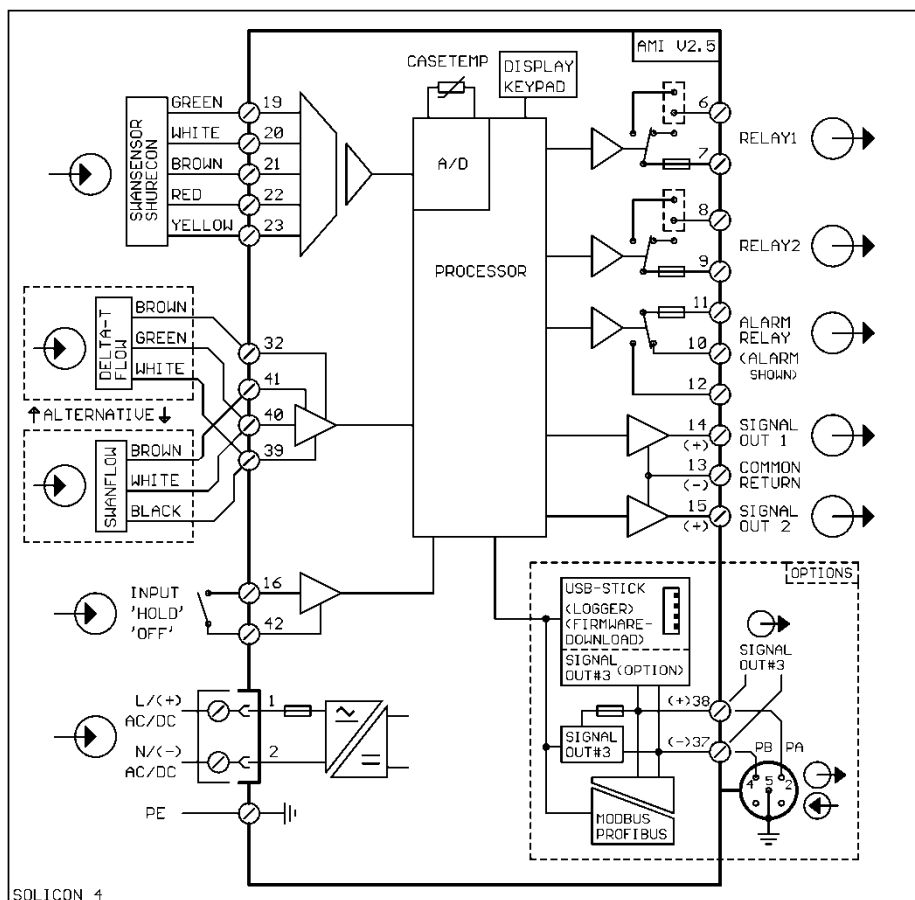 AMI V2.5
CASETEMP
DISPLAY
KEYPAD
SWANSENSOR
SHURECON
GREEN 19
WHITE 20
BROWN 21
RED 22
YELLOW 23
A/D
PROCESSOR
6
RELAY1
7
8
RELAY2
9
11
ALARM
RELAY
10
(ALARM
SHOWN)
12
DELTA-T
FLOW
BROWN
GREEN
WHITE
32
41
40
39
↑ALTERNATIVE↓
SWANFLOW
BROWN
WHITE
BLACK
14
(+)
SIGNAL
OUT 1
13
(-)
COMMON
RETURN
15
(+)
SIGNAL
OUT 2
INPUT
'HOLD'
'OFF'
16
42
L/(+)
AC/DC
1
N/(-)
AC/DC
2
PE
OPTIONS
USB-STICK
(LOGGER)
(FIRMWARE-
DOWNLOAD)
SIGNAL
OUT#3 (OPTION)
SIGNAL
OUT#3
(+)38
(-)37
SIGNAL
OUT#3
PB PA
4 5 2
MODBUS
PROFIBUS
SOLICON 4